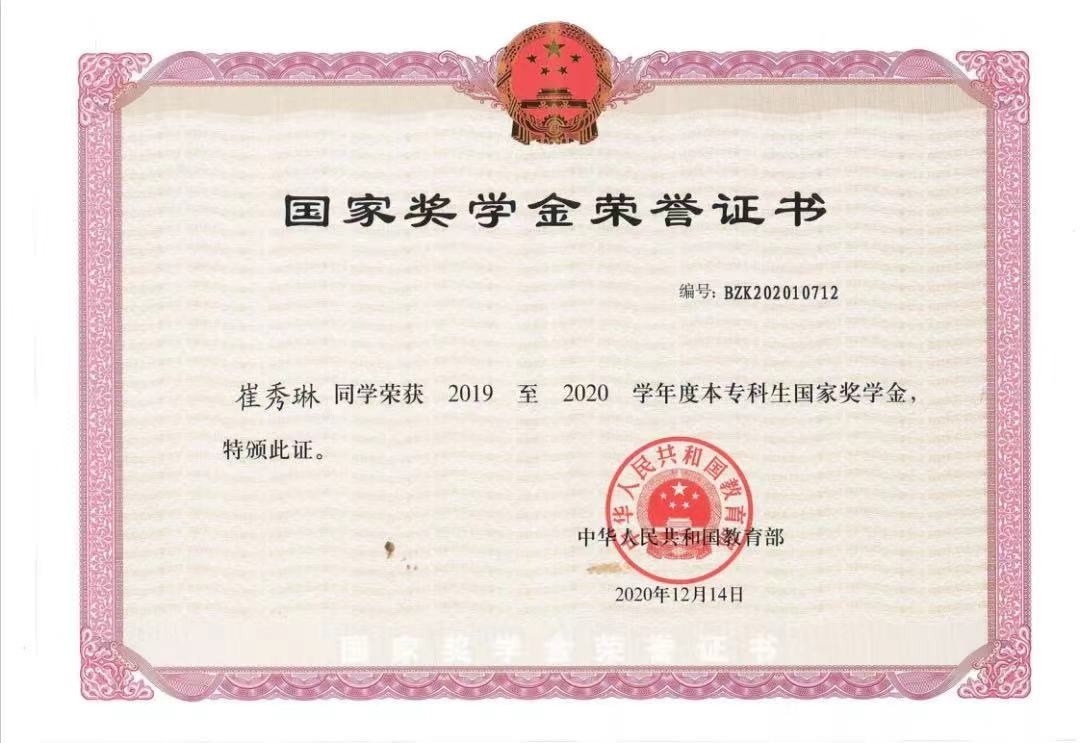 国家奖学金荣誉证书
编号：BZK202010712
崔秀琳同学荣获 2019 至 2020 学年度本专科生国家奖学金，
特颁此证。
中华人民共和国教育部
中华人民共和国教育部
2020年12月14日
国家奖学金荣誉证书